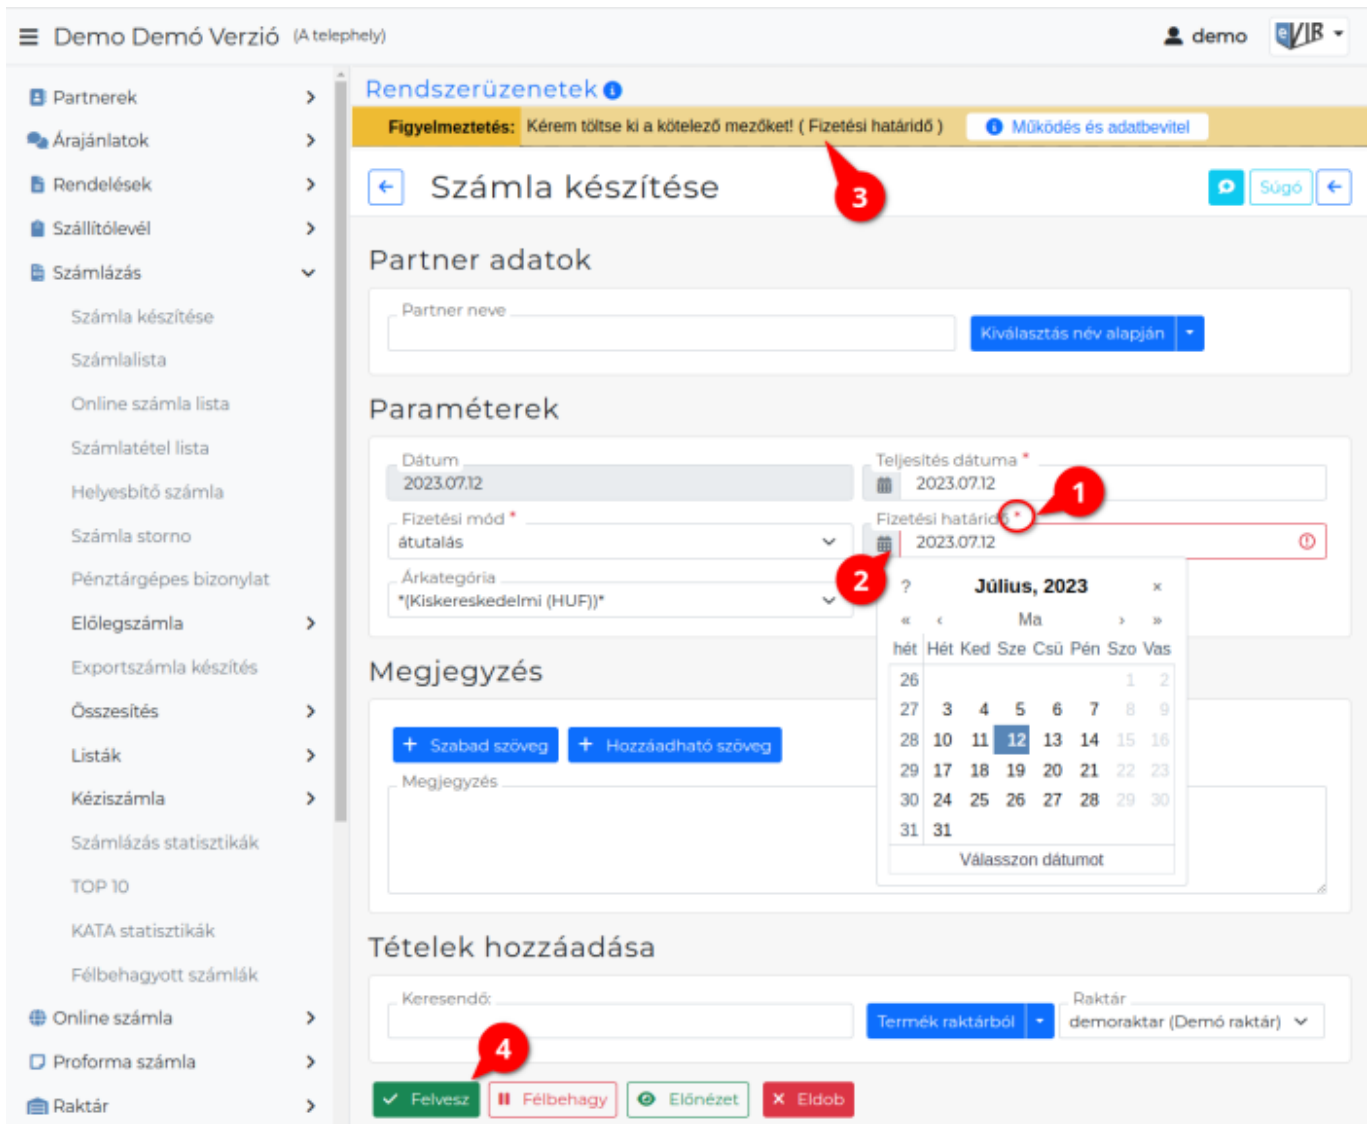 Demo Demó Verzió (A telephely)
demo
eVIR
Partnerek
Árajánlatok
Rendelések
Szállítólevél
Számlázás
Számla készítése
Számlalista
Online számla lista
Számlatétel lista
Helyesbítő számla
Számla storno
Pénztárgépes bizonylat
Előlegszámla
Exportszámla készítés
Összesítés
Listák
Kéziszámla
Számlázás statisztikák
TOP 10
KATA statisztikák
Félbehagyott számlák
Online számla
Proforma számla
Raktár
Rendszerüzenetek
Figyelmeztetés: Kérem töltse ki a kötelező mezőket! ( Fizetési határidő ) Működés és adatbevitel
3
Számla készítése
Súgó
Partner adatok
Partner neve
Kiválasztás név alapján
Paraméterek
Dátum
2023.07.12
Teljesítés dátuma *
2023.07.12
1
Fizetési mód *
átutalás
Fizetési határidő *
2023.07.12
2
Árkategória
*(Kiskereskedelmi (HUF))*
? Július, 2023 ×
« ‹ Ma › »
hét Hét Ked Sze Csü Pén Szo Vas
26 1 2
27 3 4 5 6 7 8 9
28 10 11 12 13 14 15 16
29 17 18 19 20 21 22 23
30 24 25 26 27 28 29 30
31 31
Válasszon dátumot
Megjegyzés
+ Szabad szöveg + Hozzáadható szöveg
Megjegyzés
Tételek hozzáadása
Keresendő:
Termék raktárból
Raktár
demoraktar (Demó raktár)
4
Felvesz Félbehagy Előnézet Eldob